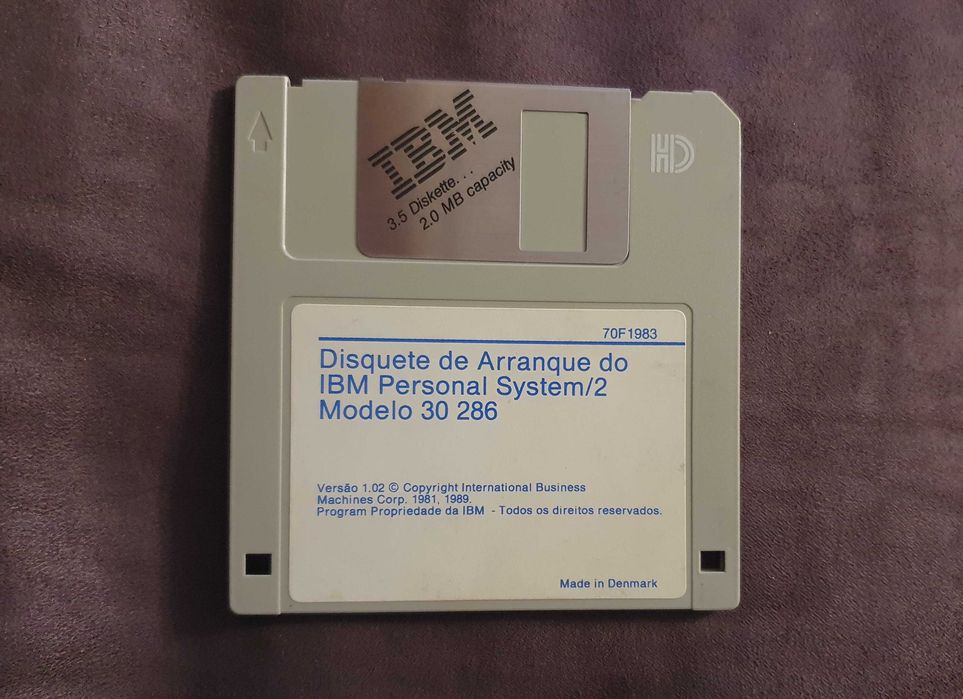 IBM
3.5 Diskette. . .
2.0 MB capacity
HD
70F1983
Disquete de Arranque do
IBM Personal System/2
Modelo 30 286
Versão 1.02 © Copyright International Business
Machines Corp. 1981, 1989.
Program Propriedade da IBM - Todos os direitos reservados.
Made in Denmark